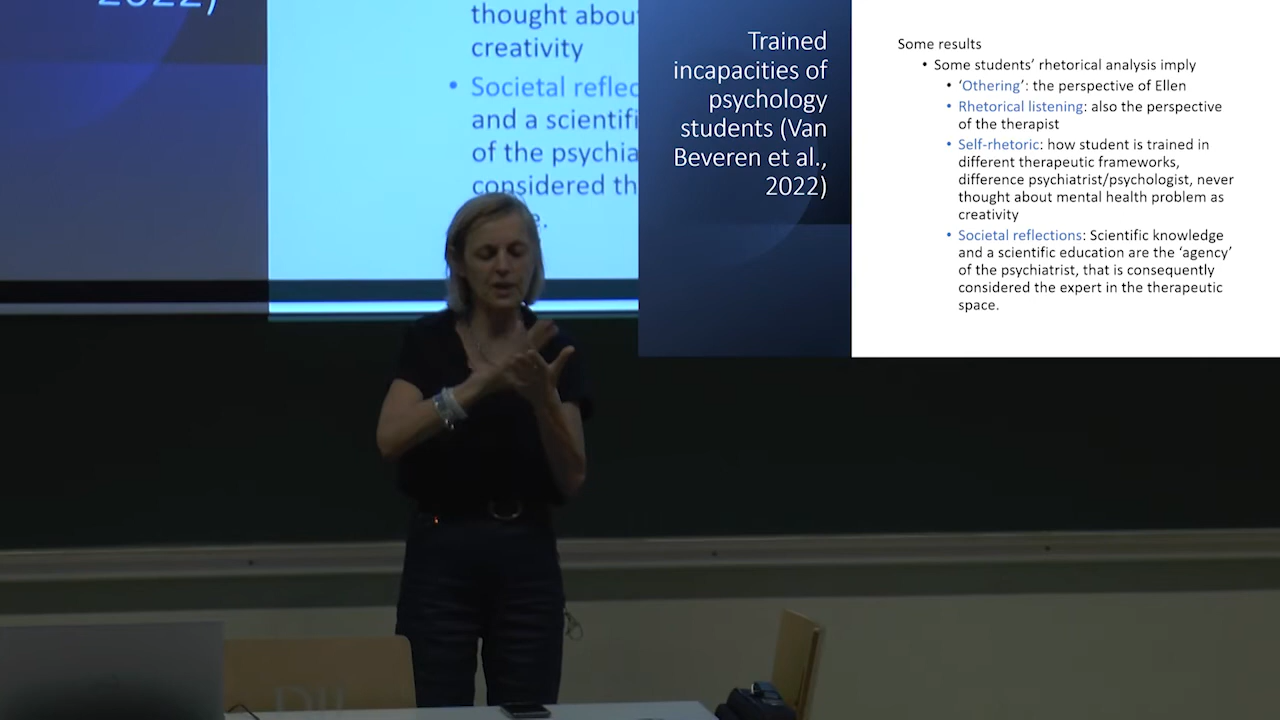 2022)
thought about
creativity
• Societal reflec
and a scientifi
of the psychia
considered th
e.
Trained
incapacities of
psychology
students (Van
Beveren et al.,
2022)
Some results
• Some students’ rhetorical analysis imply
• ‘Othering’: the perspective of Ellen
• Rhetorical listening: also the perspective
of the therapist
• Self-rhetoric: how student is trained in
different therapeutic frameworks,
difference psychiatrist/psychologist, never
thought about mental health problem as
creativity
• Societal reflections: Scientific knowledge
and a scientific education are the ‘agency’
of the psychiatrist, that is consequently
considered the expert in the therapeutic
space.